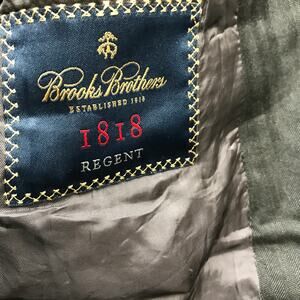 Brooks Brothers
ESTABLISHED 1818
1818
REGENT